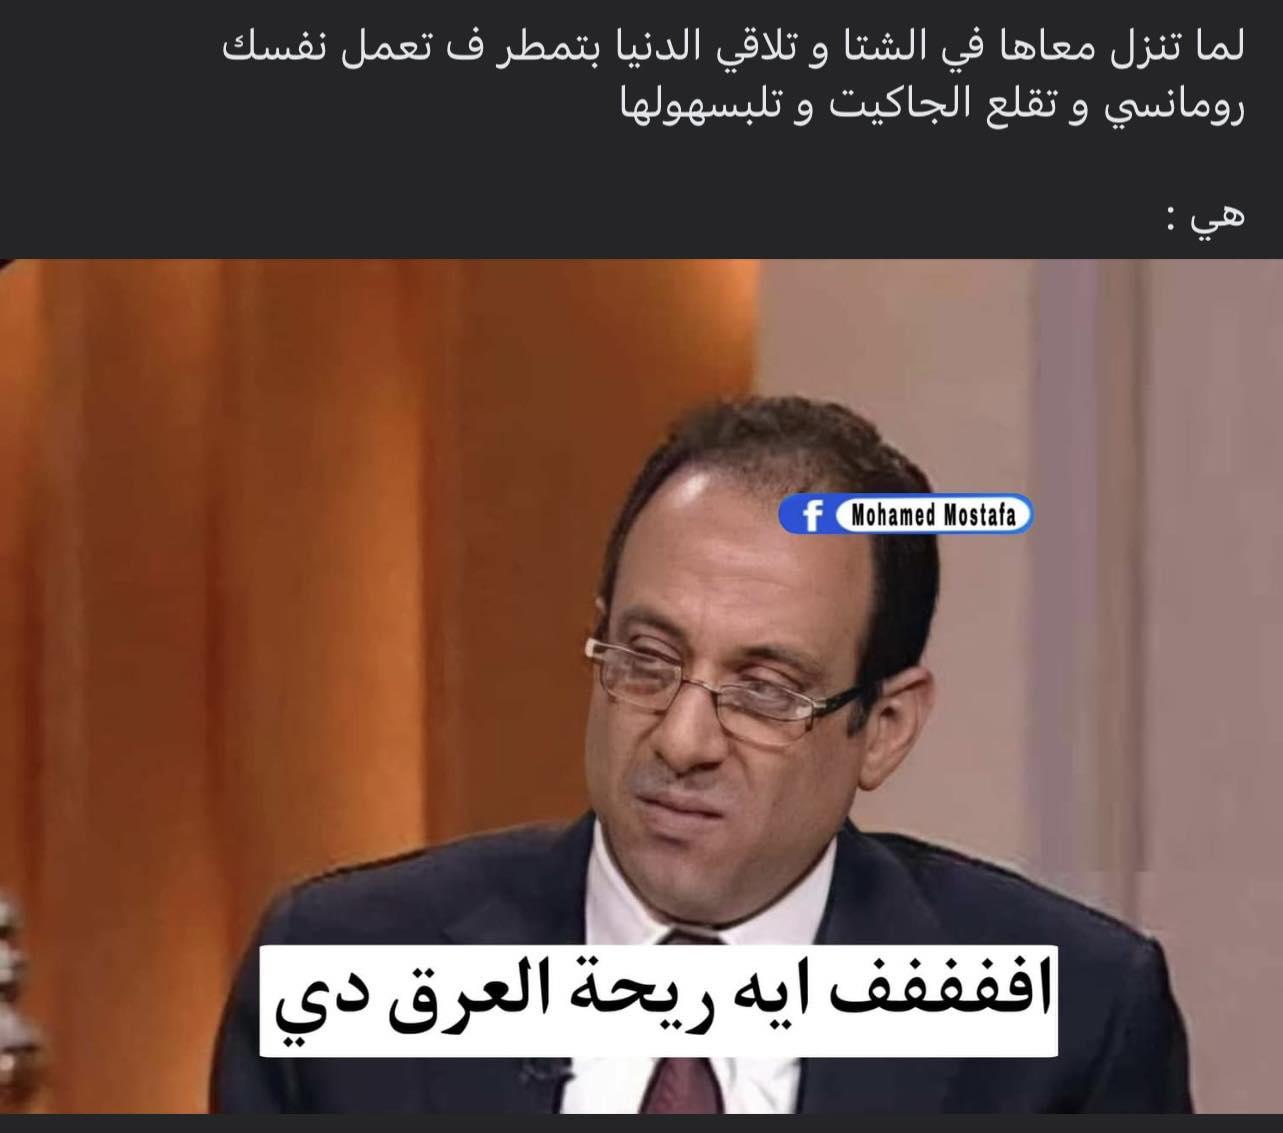 لما تنزل معاها في الشتا و تلاقي الدنيا بتمطر ف تعمل نفسك
رومانسي و تقلع الجاكيت و تلبسهولها
هي :
f Mohamed Mostafa
افففففف ايه ريحة العرق دي